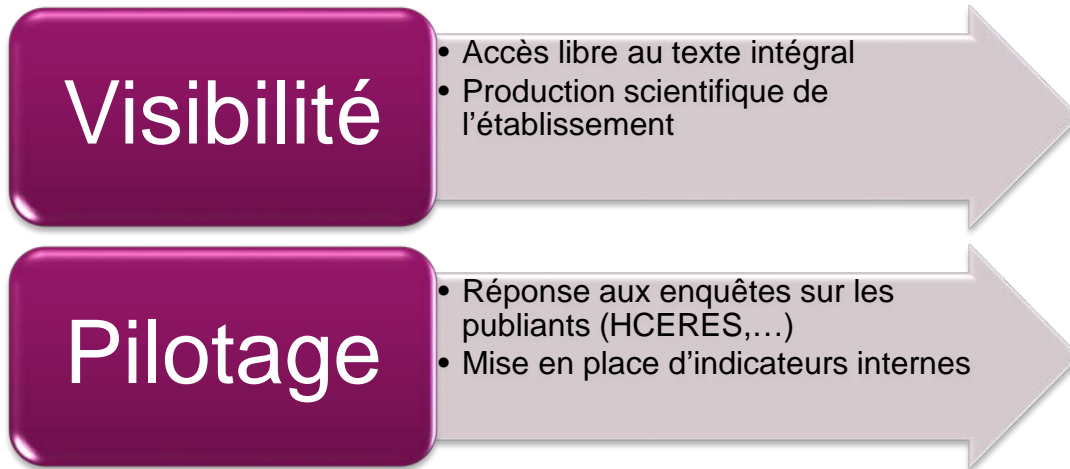 Visibilité
• Accès libre au texte intégral
• Production scientifique de
l’établissement
Pilotage
• Réponse aux enquêtes sur les
publiants (HCERES,…)
• Mise en place d’indicateurs internes